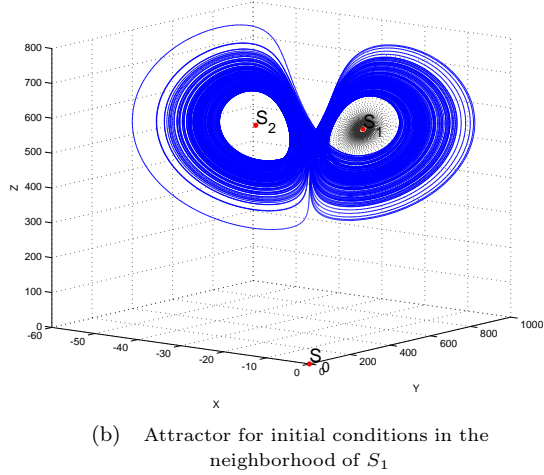 800
700
600
500
400
300
200
100
0
Z
-60
-50
-40
-30
-20
-10
0
X
0
200
400
600
800
1000
Y
S2
S1
S0
(b) Attractor for initial conditions in the
neighborhood of S1